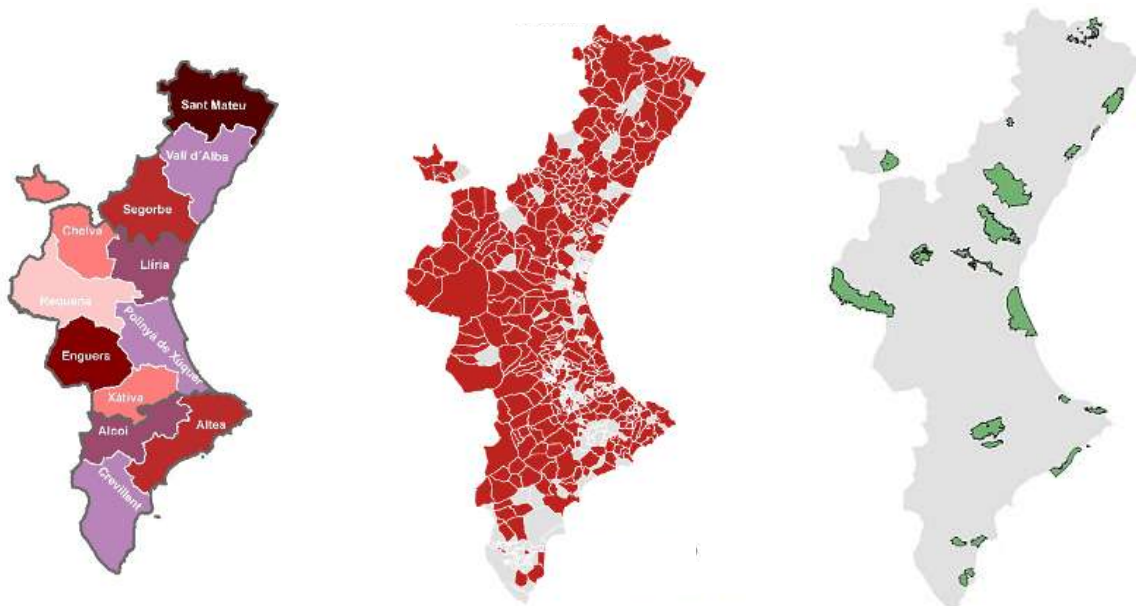 Sant Mateu
Vall d´Alba
Segorbe
Chelva
Llíria
Requena
Polinyà de Xúquer
Enguera
Xàtiva
Altea
Alcoi
Crevillent